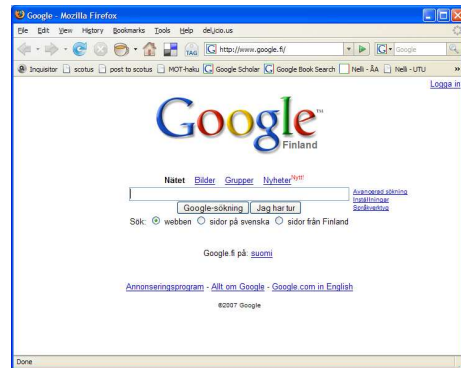 Google - Mozilla Firefox
File Edit View History Bookmarks Tools Help del.icio.us
TAG G http://www.google.fi/ G Google
Inquisitor scotus post to scotus MOT-haku Google Scholar Google Book Search Nelli - ÅA Nelli - UTU »
Logga in
Google™
Finland
Nätet Bilder Grupper Nyheter Nytt!
Avancerad sökning
Inställningar
Språkverktyg
Google-sökning Jag har tur
Sök: webben sidor på svenska sidor från Finland
Google.fi på: suomi
Annonseringsprogram - Allt om Google - Google.com in English
©2007 Google
Done